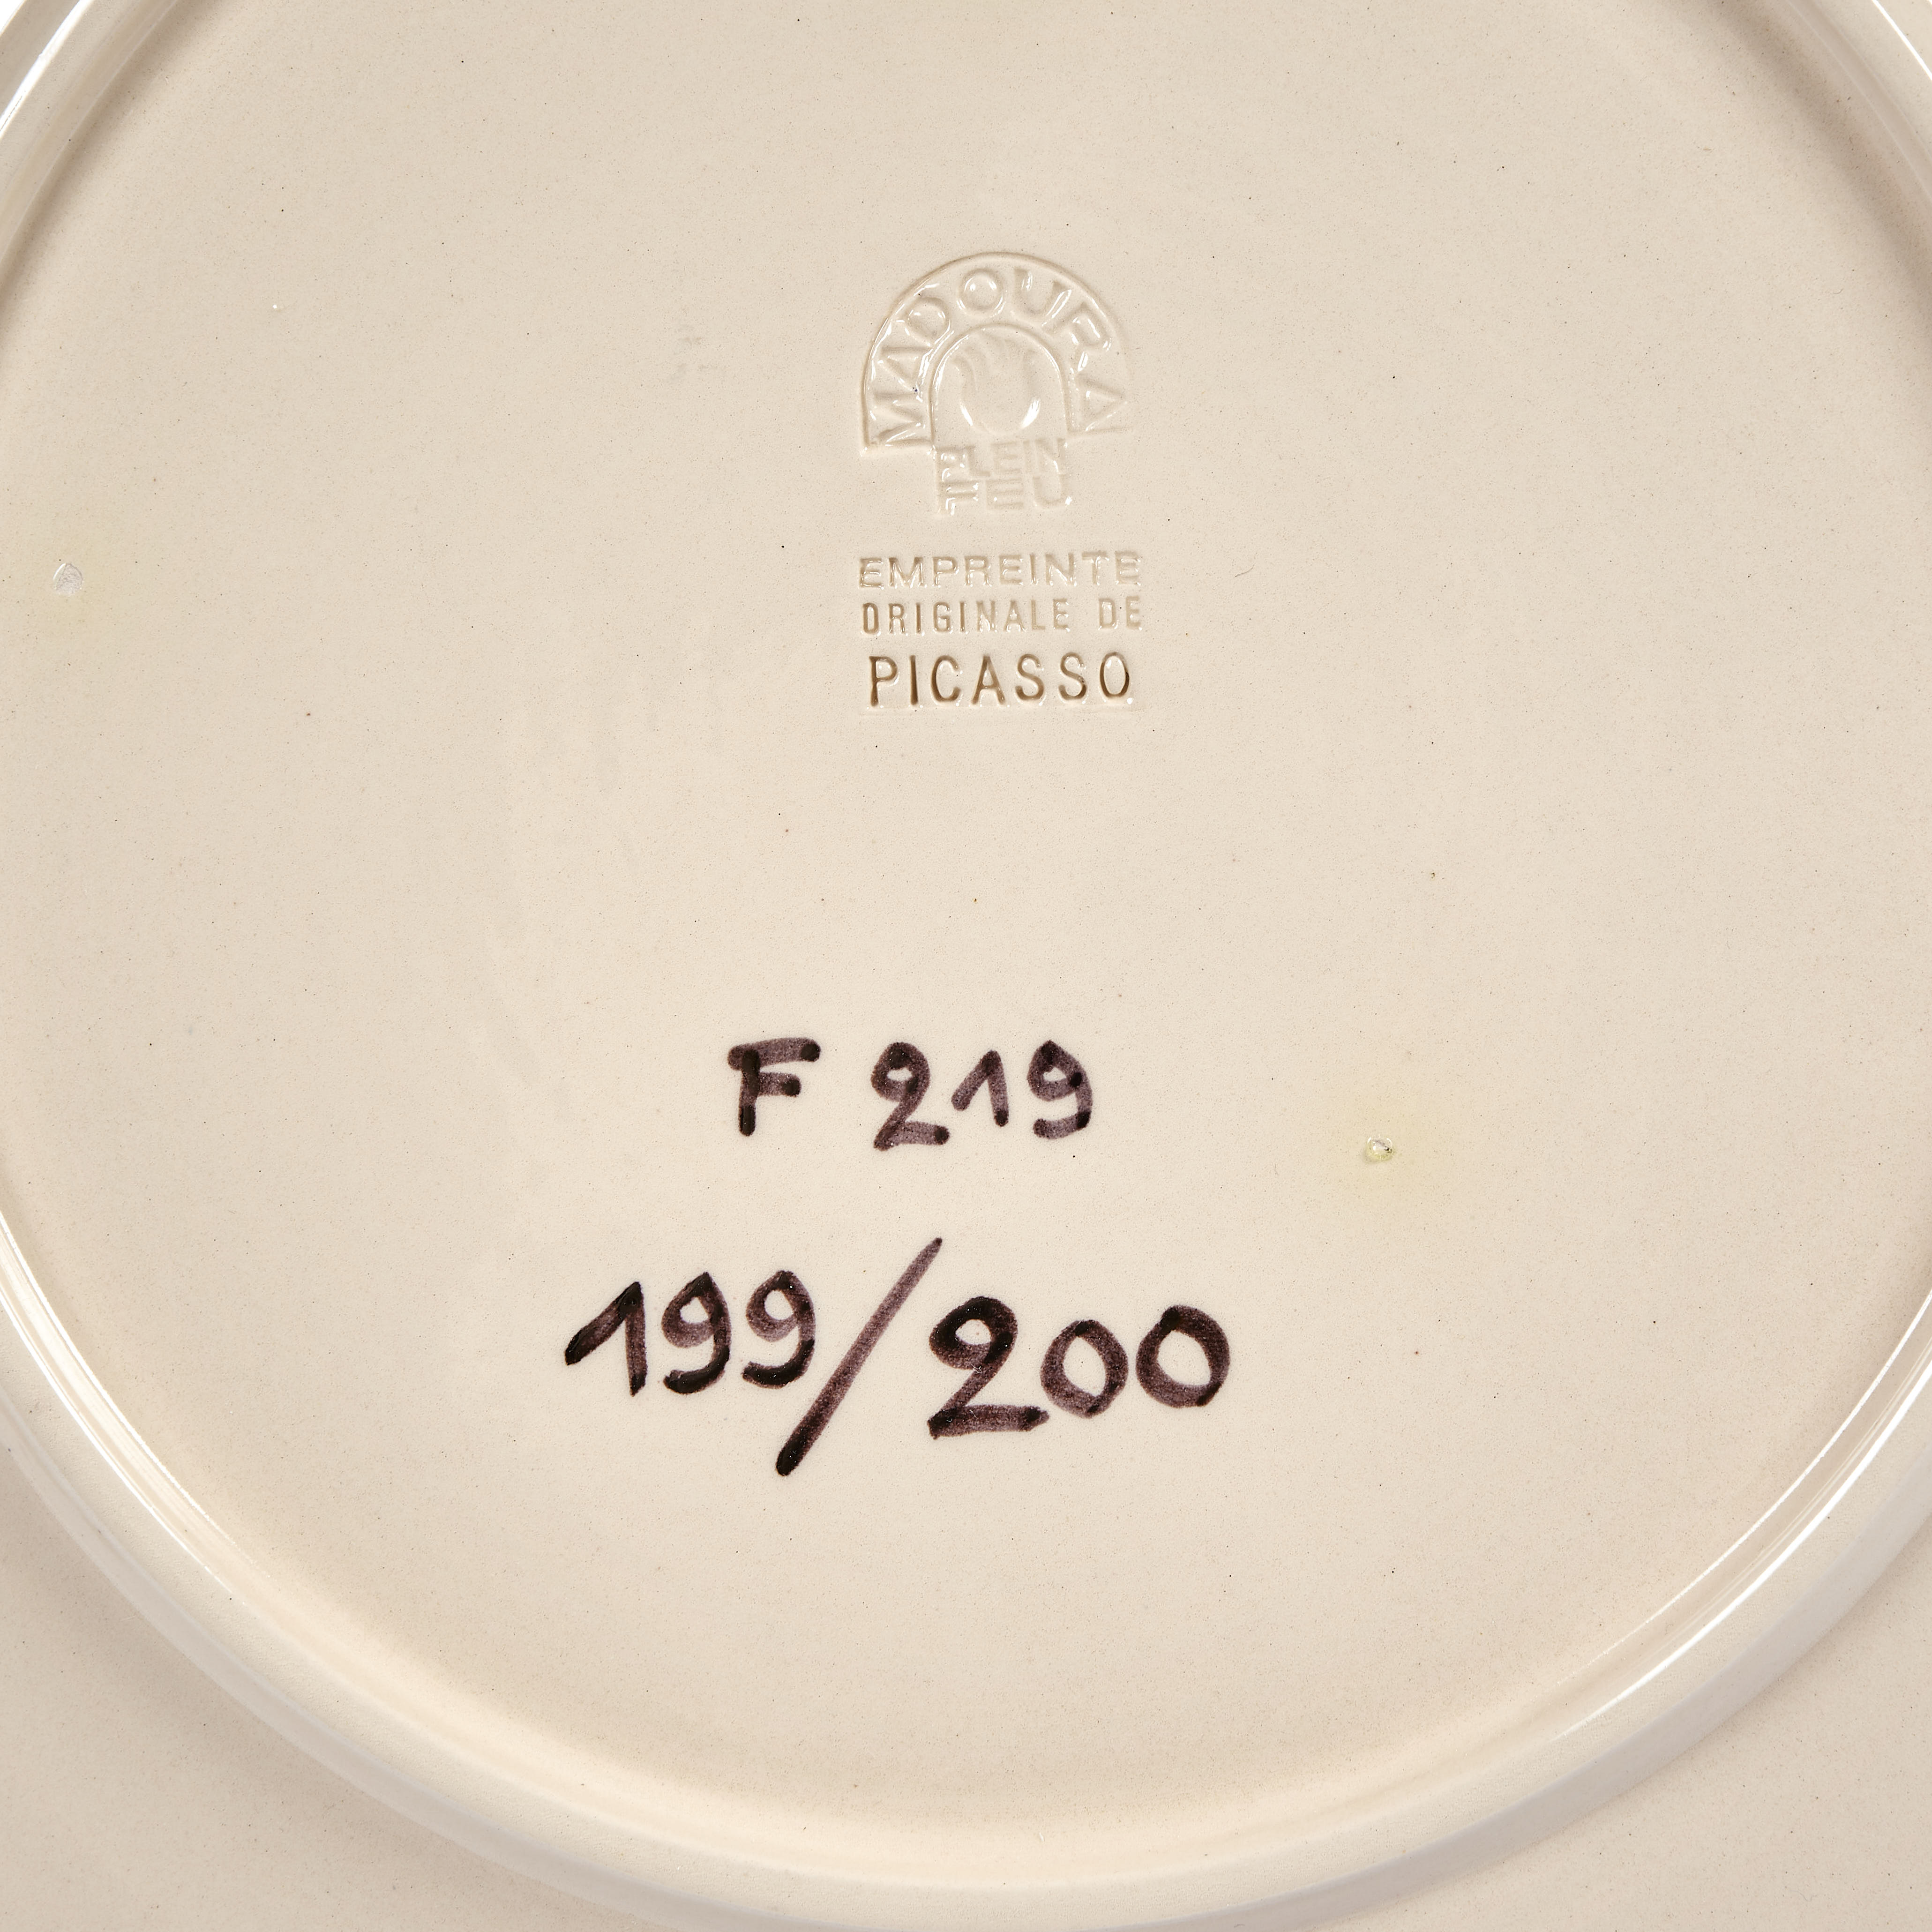 MADOURA
PLEIN
FEU
EMPREINTE
ORIGINALE DE
PICASSO
F 219
199/200